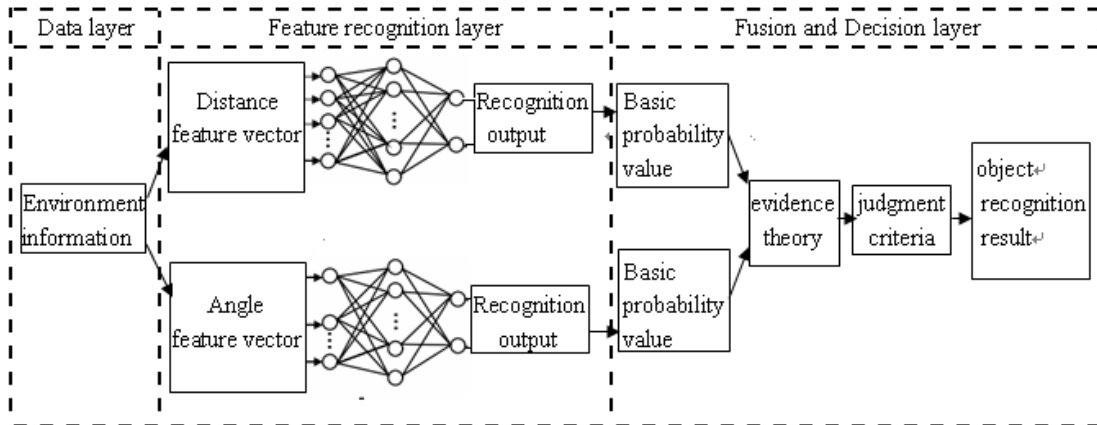 Data layer
Feature recognition layer
Fusion and Decision layer
Environment
information
Distance
feature vector
Recognition
output
Basic
probability
value
Angle
feature vector
Recognition
output
Basic
probability
value
evidence
theory
judgment
criteria
object↵
recognition
result↵